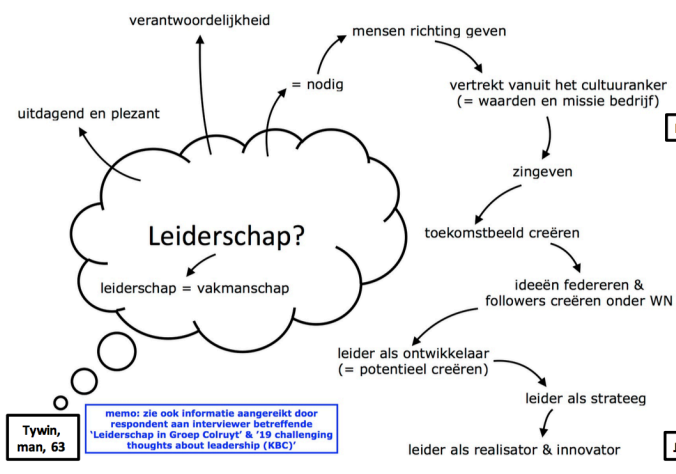 verantwoordelijkheid
mensen richting geven
= nodig
uitdagend en plezant
vertrekt vanuit het cultuuranker
(= waarden en missie bedrijf)
zingeven
Leiderschap?
toekomstbeeld creëren
leiderschap = vakmanschap
ideeën federeren &
followers creëren onder WN
leider als ontwikkelaar
(= potentieel creëren)
leider als strateeg
leider als realisator & innovator
Tywin,
man, 63
memo: zie ook informatie aangereikt door
respondent aan interviewer betreffende
‘Leiderschap in Groep Colruyt’ & ’19 challenging
thoughts about leadership (KBC)’